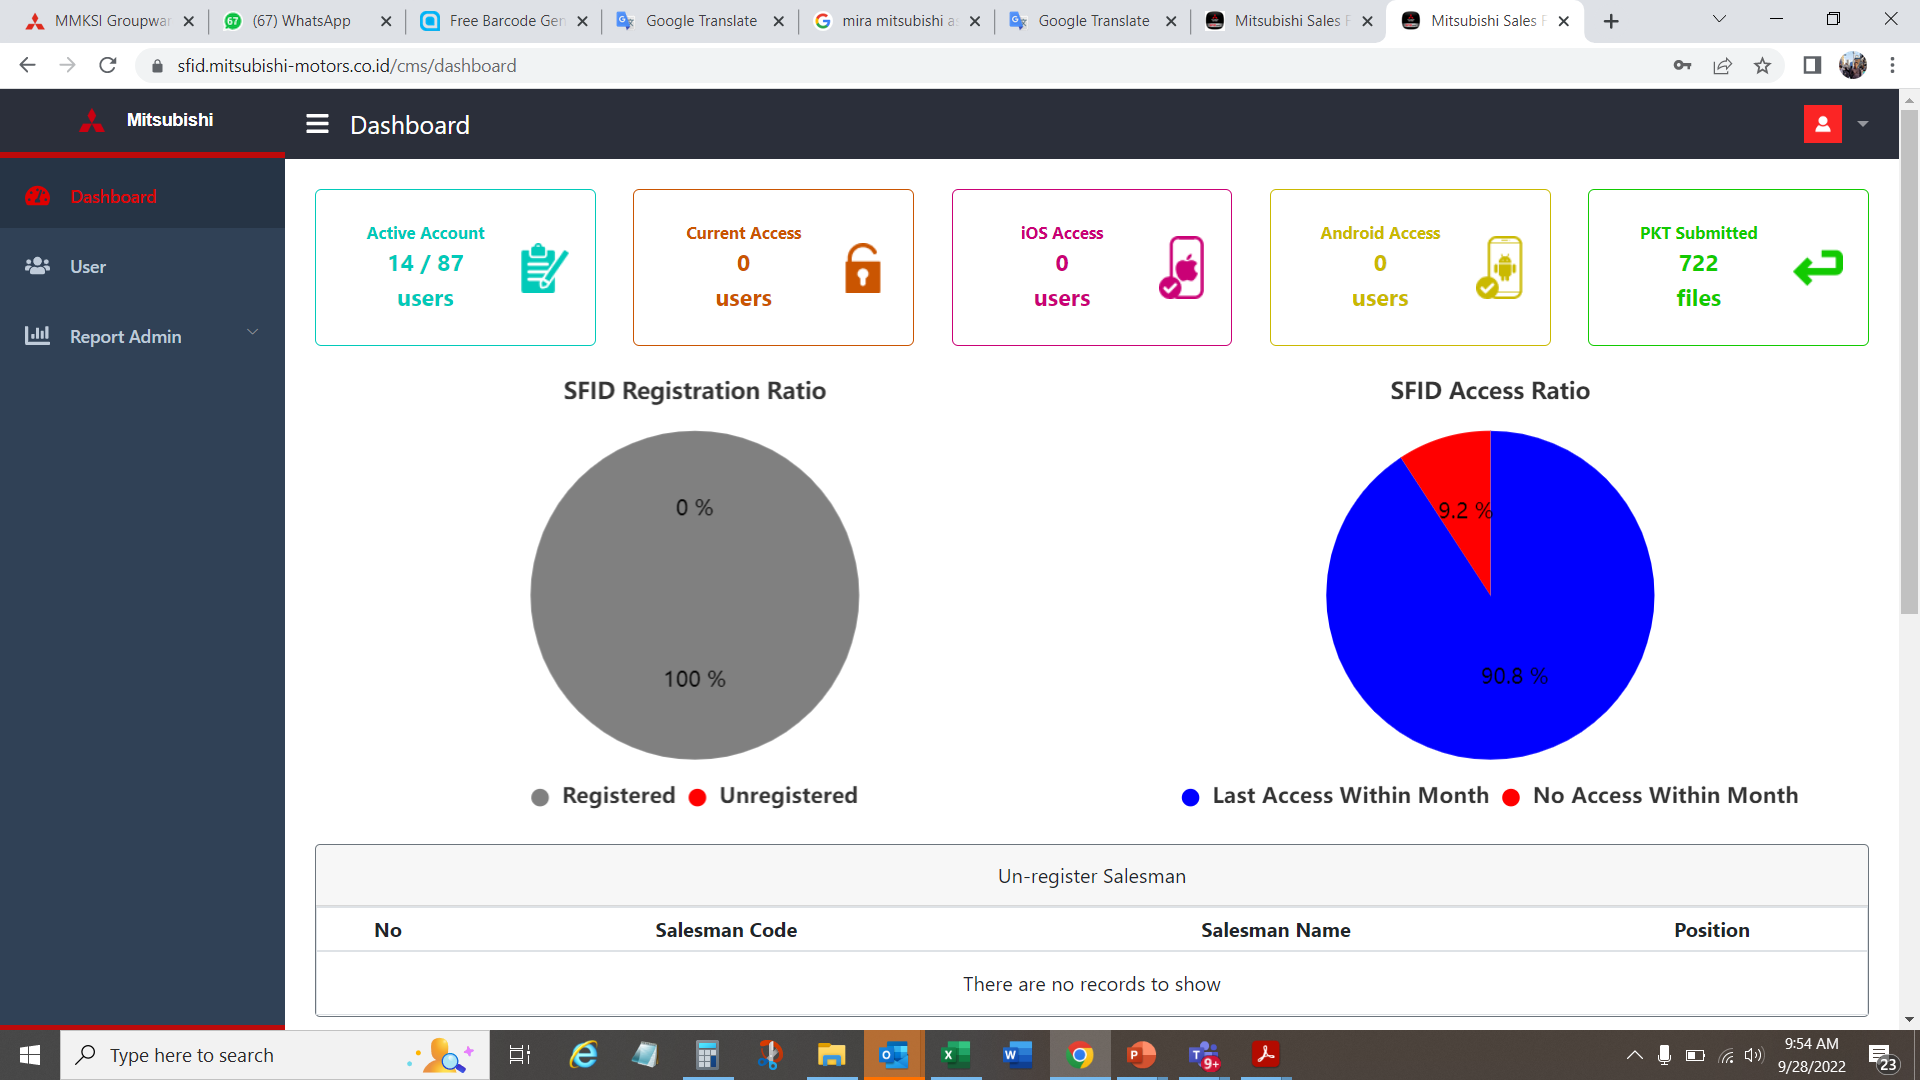 MMKSI Groupwar
(67) WhatsApp
Free Barcode Gen
Google Translate
mira mitsubishi a
Google Translate
Mitsubishi Sales F
Mitsubishi Sales F
sfid.mitsubishi-motors.co.id/cms/dashboard
Mitsubishi
Dashboard
Dashboard
User
Report Admin
Active Account
14 / 87
users
Current Access
0
users
iOS Access
0
users
Android Access
0
users
PKT Submitted
722
files
SFID Registration Ratio
0 %
100 %
Registered
Unregistered
SFID Access Ratio
9.2 %
90.8 %
Last Access Within Month
No Access Within Month
Un-register Salesman
No Salesman Code Salesman Name Position
There are no records to show
Type here to search
9+
9:54 AM
9/28/2022
23